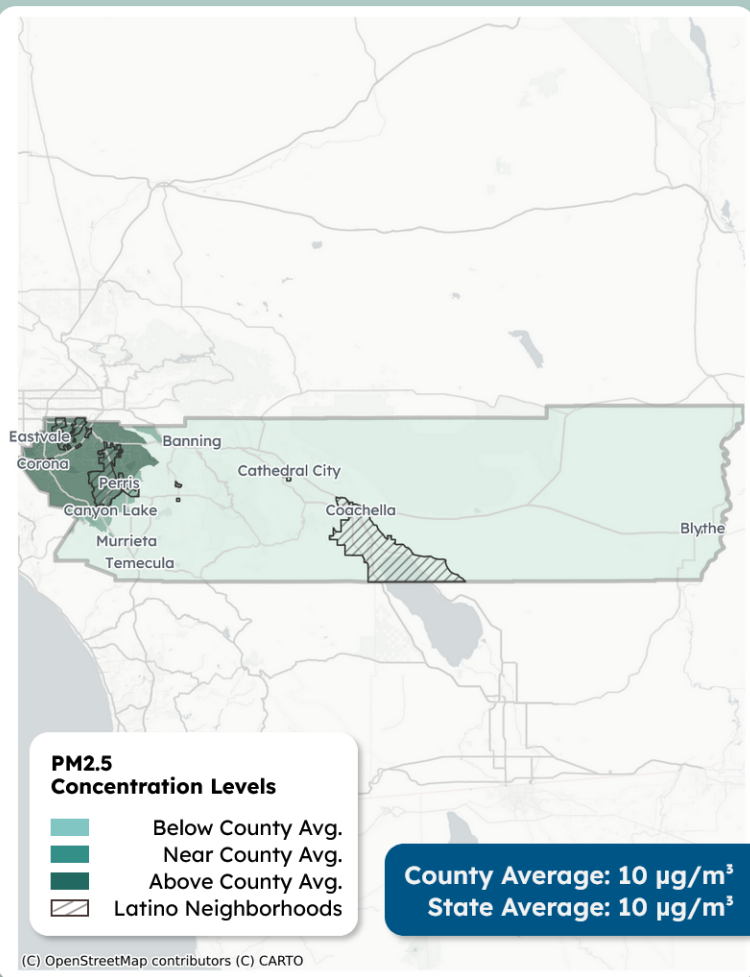 Eastvale
Banning
Corona
Cathedral City
Perris
Canyon Lake
Coachella
Blythe
Murrieta
Temecula
PM2.5
Concentration Levels
Below County Avg.
Near County Avg.
Above County Avg.
Latino Neighborhoods
County Average: 10 µg/m³
State Average: 10 µg/m³
(C) OpenStreetMap contributors (C) CARTO